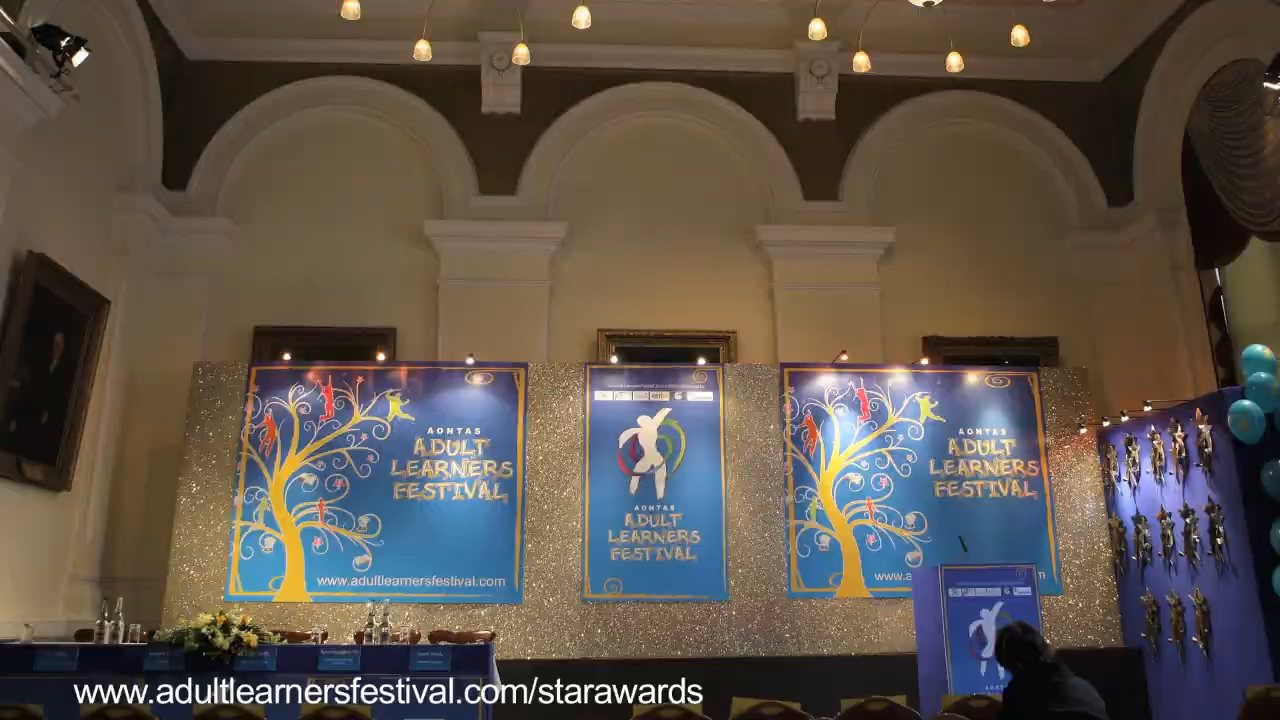 AONTAS
ADULT
LEARNERS
FESTIVAL
www.adultlearnersfestival.com
AONTAS
ADULT
LEARNERS
FESTIVAL
AONTAS
ADULT
LEARNERS
FESTIVAL
www.a
www.adultlearnersfestival.com/starawards